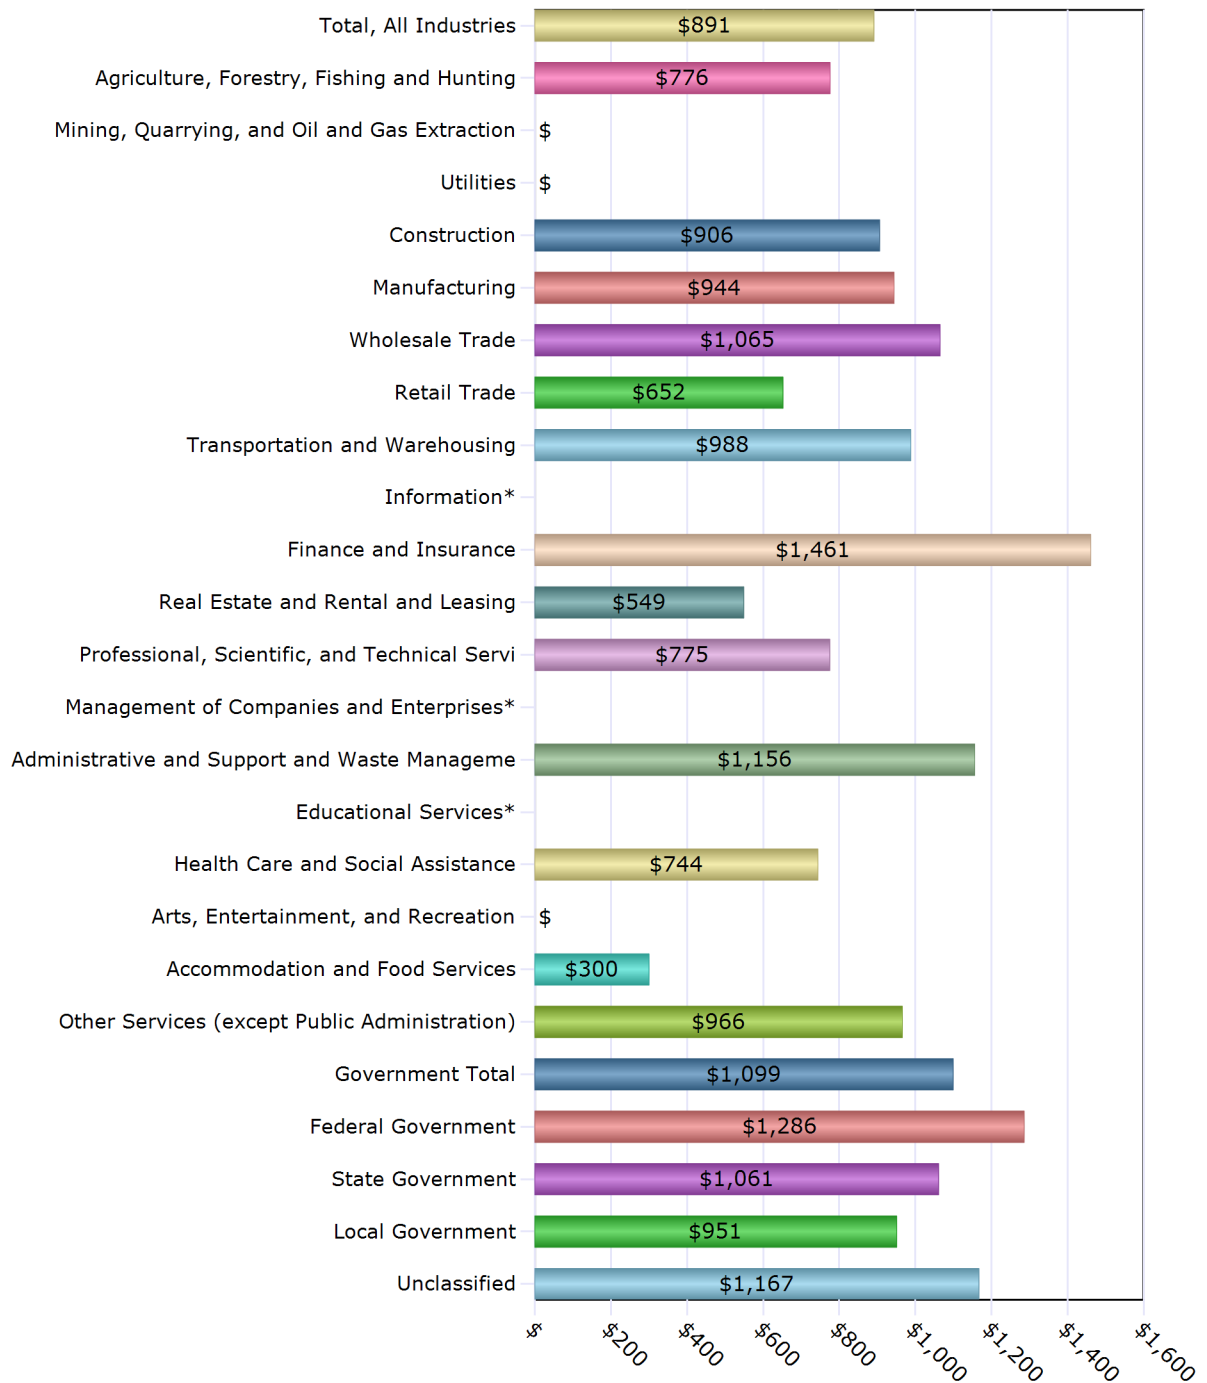 Total, All Industries $891
Agriculture, Forestry, Fishing and Hunting $776
Mining, Quarrying, and Oil and Gas Extraction $
Utilities $
Construction $906
Manufacturing $944
Wholesale Trade $1,065
Retail Trade $652
Transportation and Warehousing $988
Information*
Finance and Insurance $1,461
Real Estate and Rental and Leasing $549
Professional, Scientific, and Technical Servi $775
Management of Companies and Enterprises*
Administrative and Support and Waste Manageme $1,156
Educational Services*
Health Care and Social Assistance $744
Arts, Entertainment, and Recreation $
Accommodation and Food Services $300
Other Services (except Public Administration) $966
Government Total $1,099
Federal Government $1,286
State Government $1,061
Local Government $951
Unclassified $1,167
$ $200 $400 $600 $800 $1,000 $1,200 $1,400 $1,600